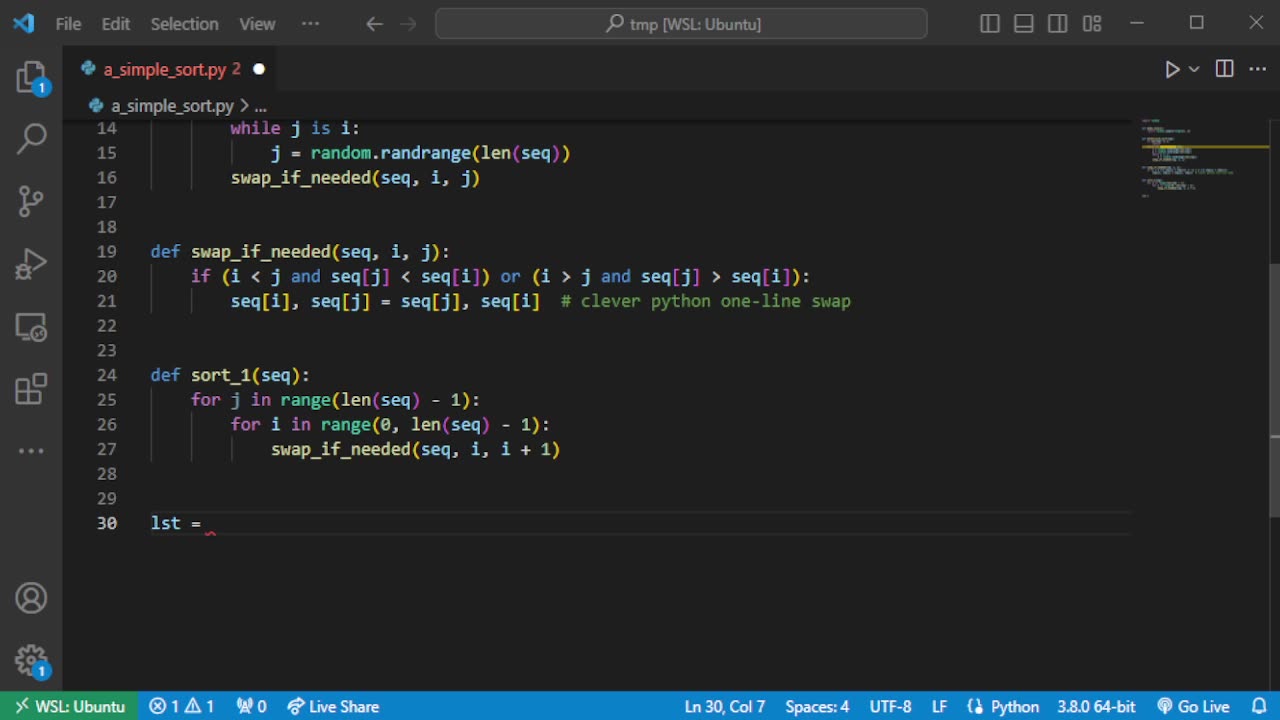 File Edit Selection View ··· tmp [WSL: Ubuntu]
a_simple_sort.py 2
a_simple_sort.py > ...
14 while j is i:
15 j = random.randrange(len(seq))
16 swap_if_needed(seq, i, j)
17
18
19 def swap_if_needed(seq, i, j):
20 if (i < j and seq[j] < seq[i]) or (i > j and seq[j] > seq[i]):
21 seq[i], seq[j] = seq[j], seq[i]  # clever python one-line swap
22
23
24 def sort_1(seq):
25 for j in range(len(seq) - 1):
26 for i in range(0, len(seq) - 1):
27 swap_if_needed(seq, i, i + 1)
28
29
30 lst =
1
1
WSL: Ubuntu 1 1 0 Live Share Ln 30, Col 7 Spaces: 4 UTF-8 LF Python 3.8.0 64-bit Go Live